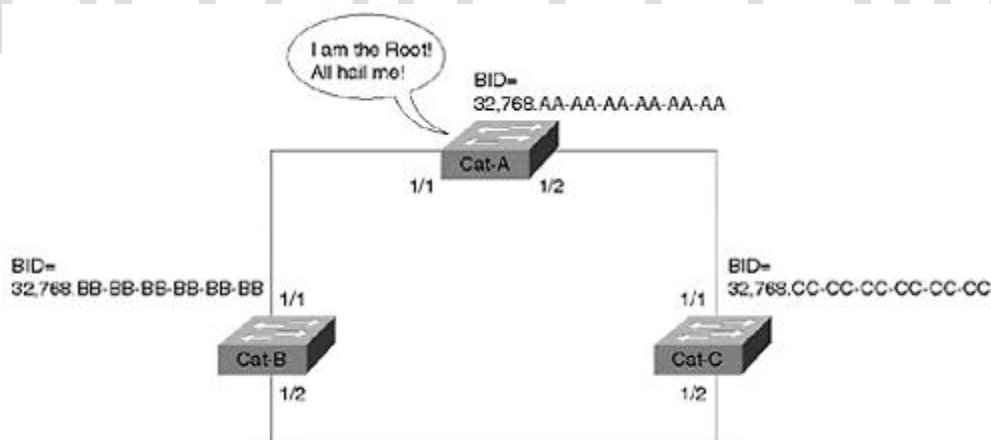 I am the Root!
All hail me!
BID=
32,768.AA-AA-AA-AA-AA-AA
Cat-A
1/1
1/2
BID=
32,768.BB-BB-BB-BB-BB-BB
1/1
Cat-B
1/2
BID=
32,768.CC-CC-CC-CC-CC-CC
1/1
Cat-C
1/2